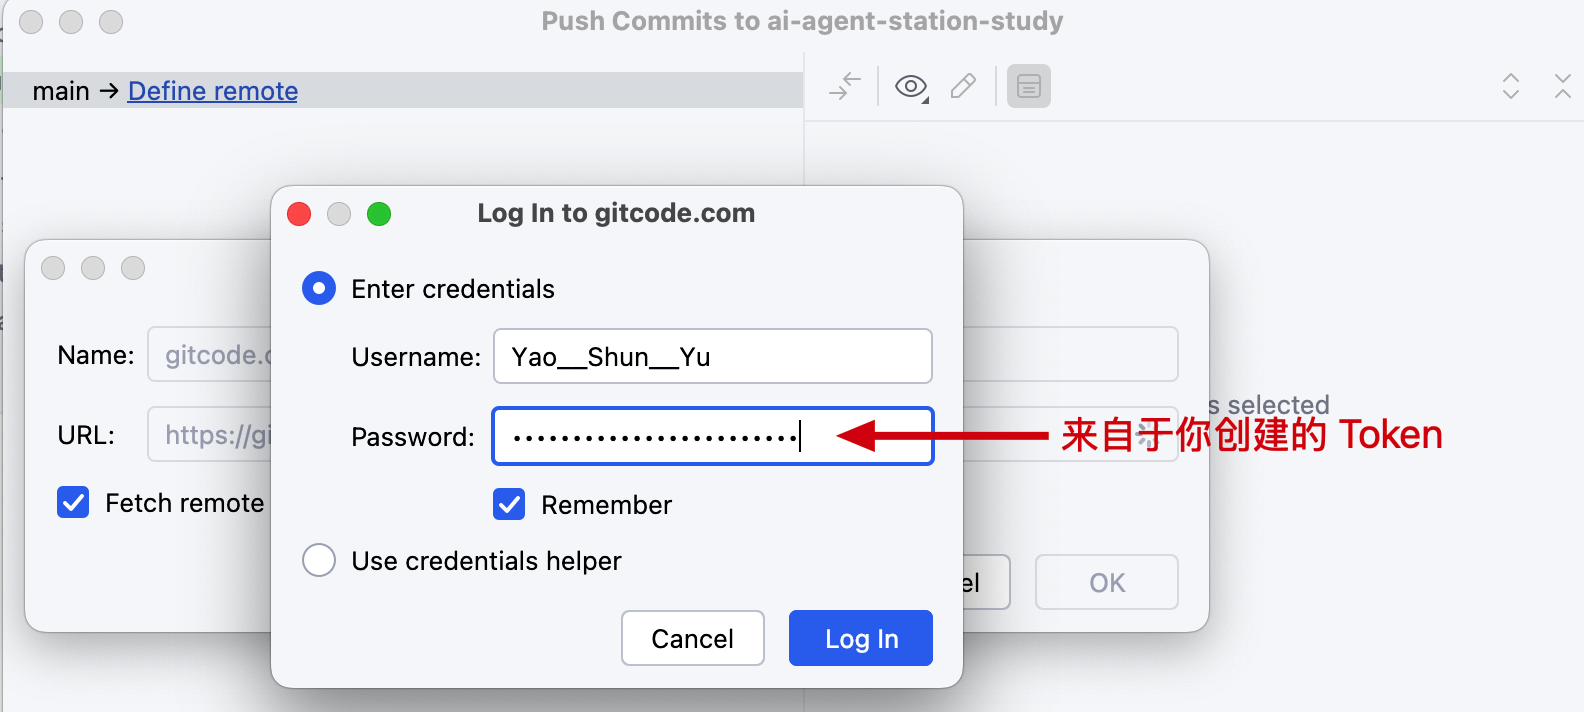 Push Commits to ai-agent-station-study
main → Define remote
Log In to gitcode.com
Enter credentials
Name: gitcode.c
Username: Yao__Shun__Yu
s selected
URL: https://gi
Password: ••••••••••••••••••••••••
来自于你创建的 Token
Fetch remote
Remember
Use credentials helper
el
OK
Cancel
Log In